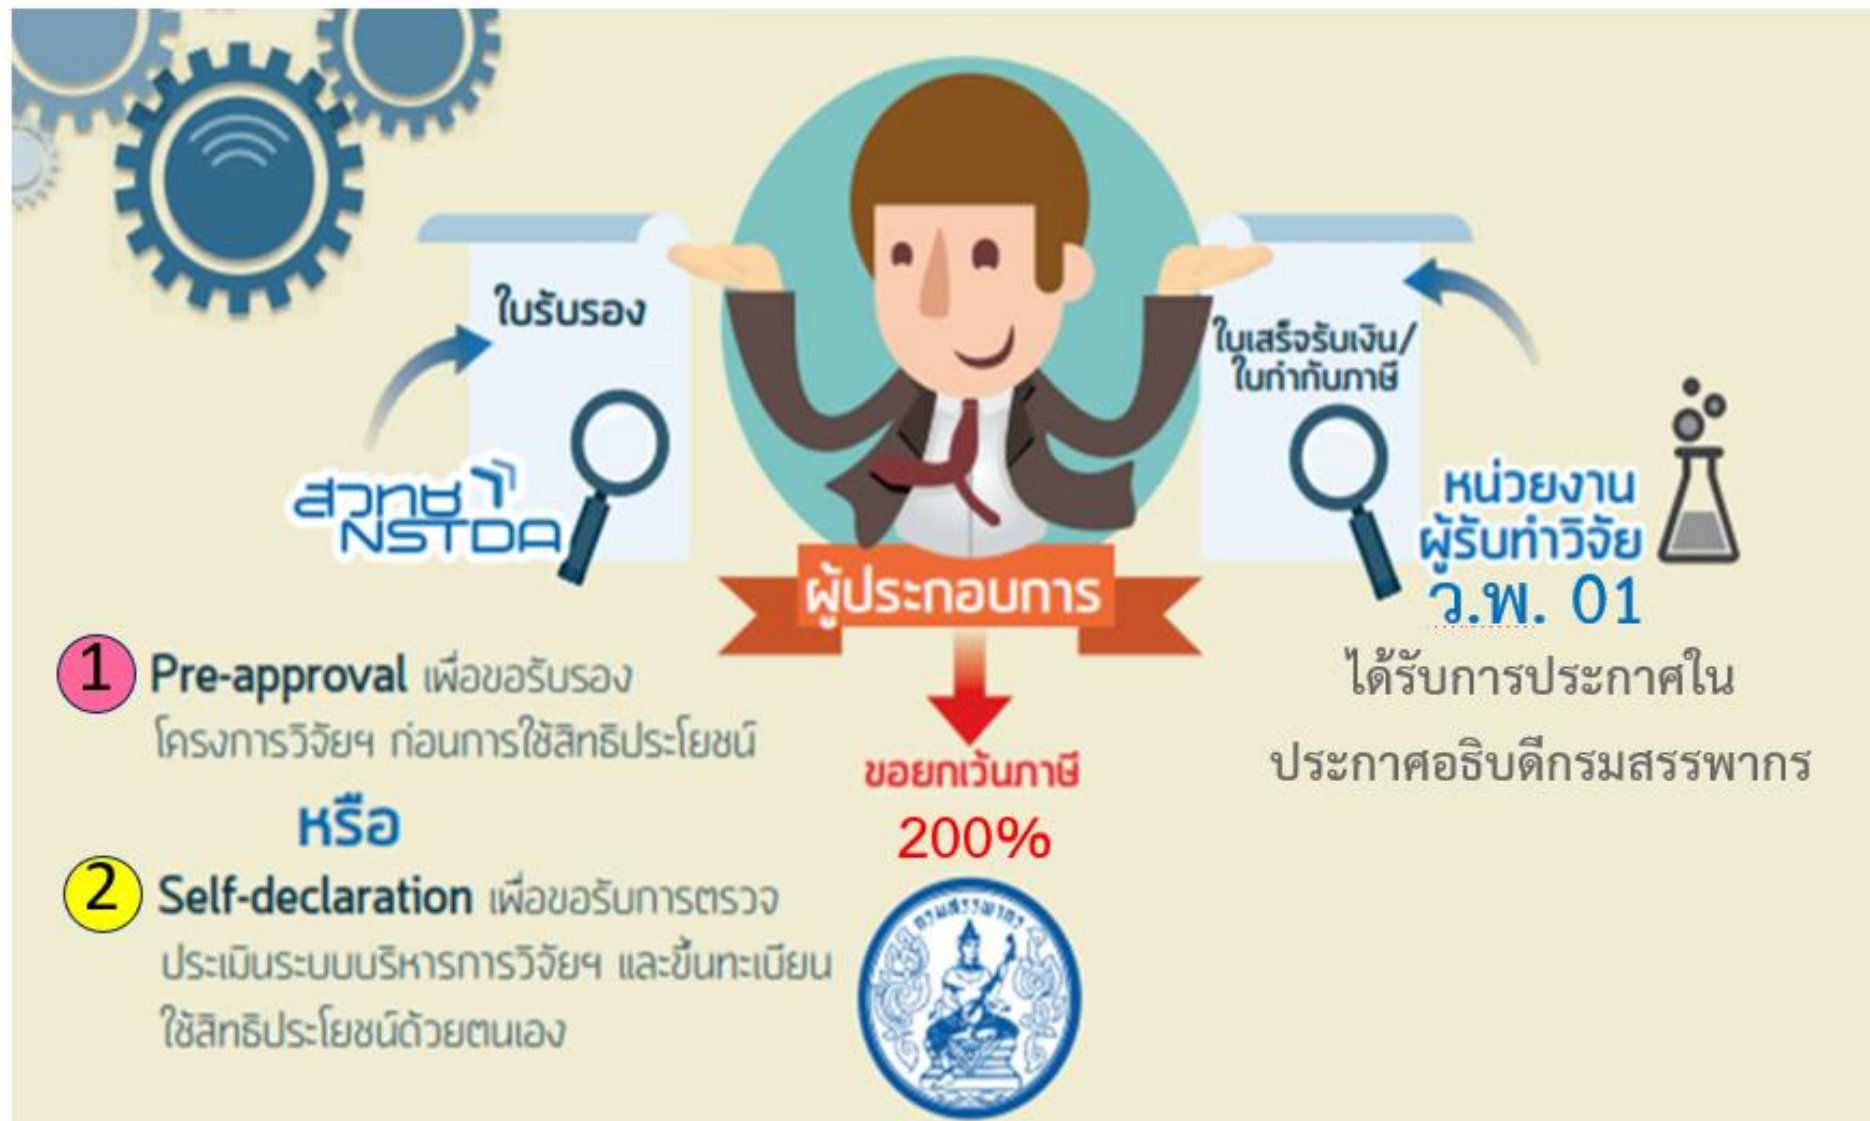 ใบรับรอง
สวทช
NSTDA
ใบเสร็จรับเงิน/
ใบกำกับภาษี
หน่วยงาน
ผู้รับทำวิจัย
ว.พ. 01
ได้รับการประกาศใน
ประกาศอธิบดีกรมสรรพากร
ผู้ประกอบการ
1 Pre-approval เพื่อขอรับรอง
โครงการวิจัยฯ ก่อนการใช้สิทธิประโยชน์
หรือ
2 Self-declaration เพื่อขอรับการตรวจ
ประเมินระบบบริหารการวิจัยฯ และขึ้นทะเบียน
ใช้สิทธิประโยชน์ด้วยตนเอง
ขอยกเว้นภาษี
200%
กรมสรรพากร